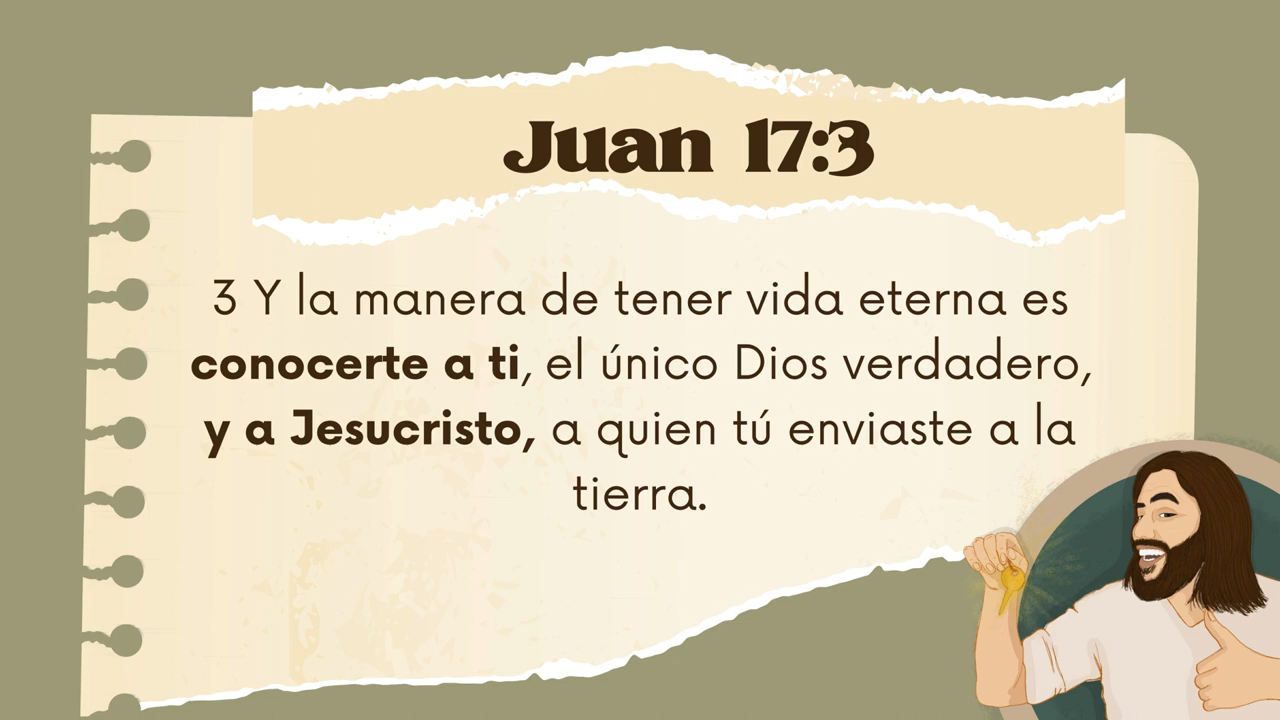 Juan 17:3
3 Y la manera de tener vida eterna es
conocerte a ti, el único Dios verdadero,
y a Jesucristo, a quien tú enviaste a la
tierra.